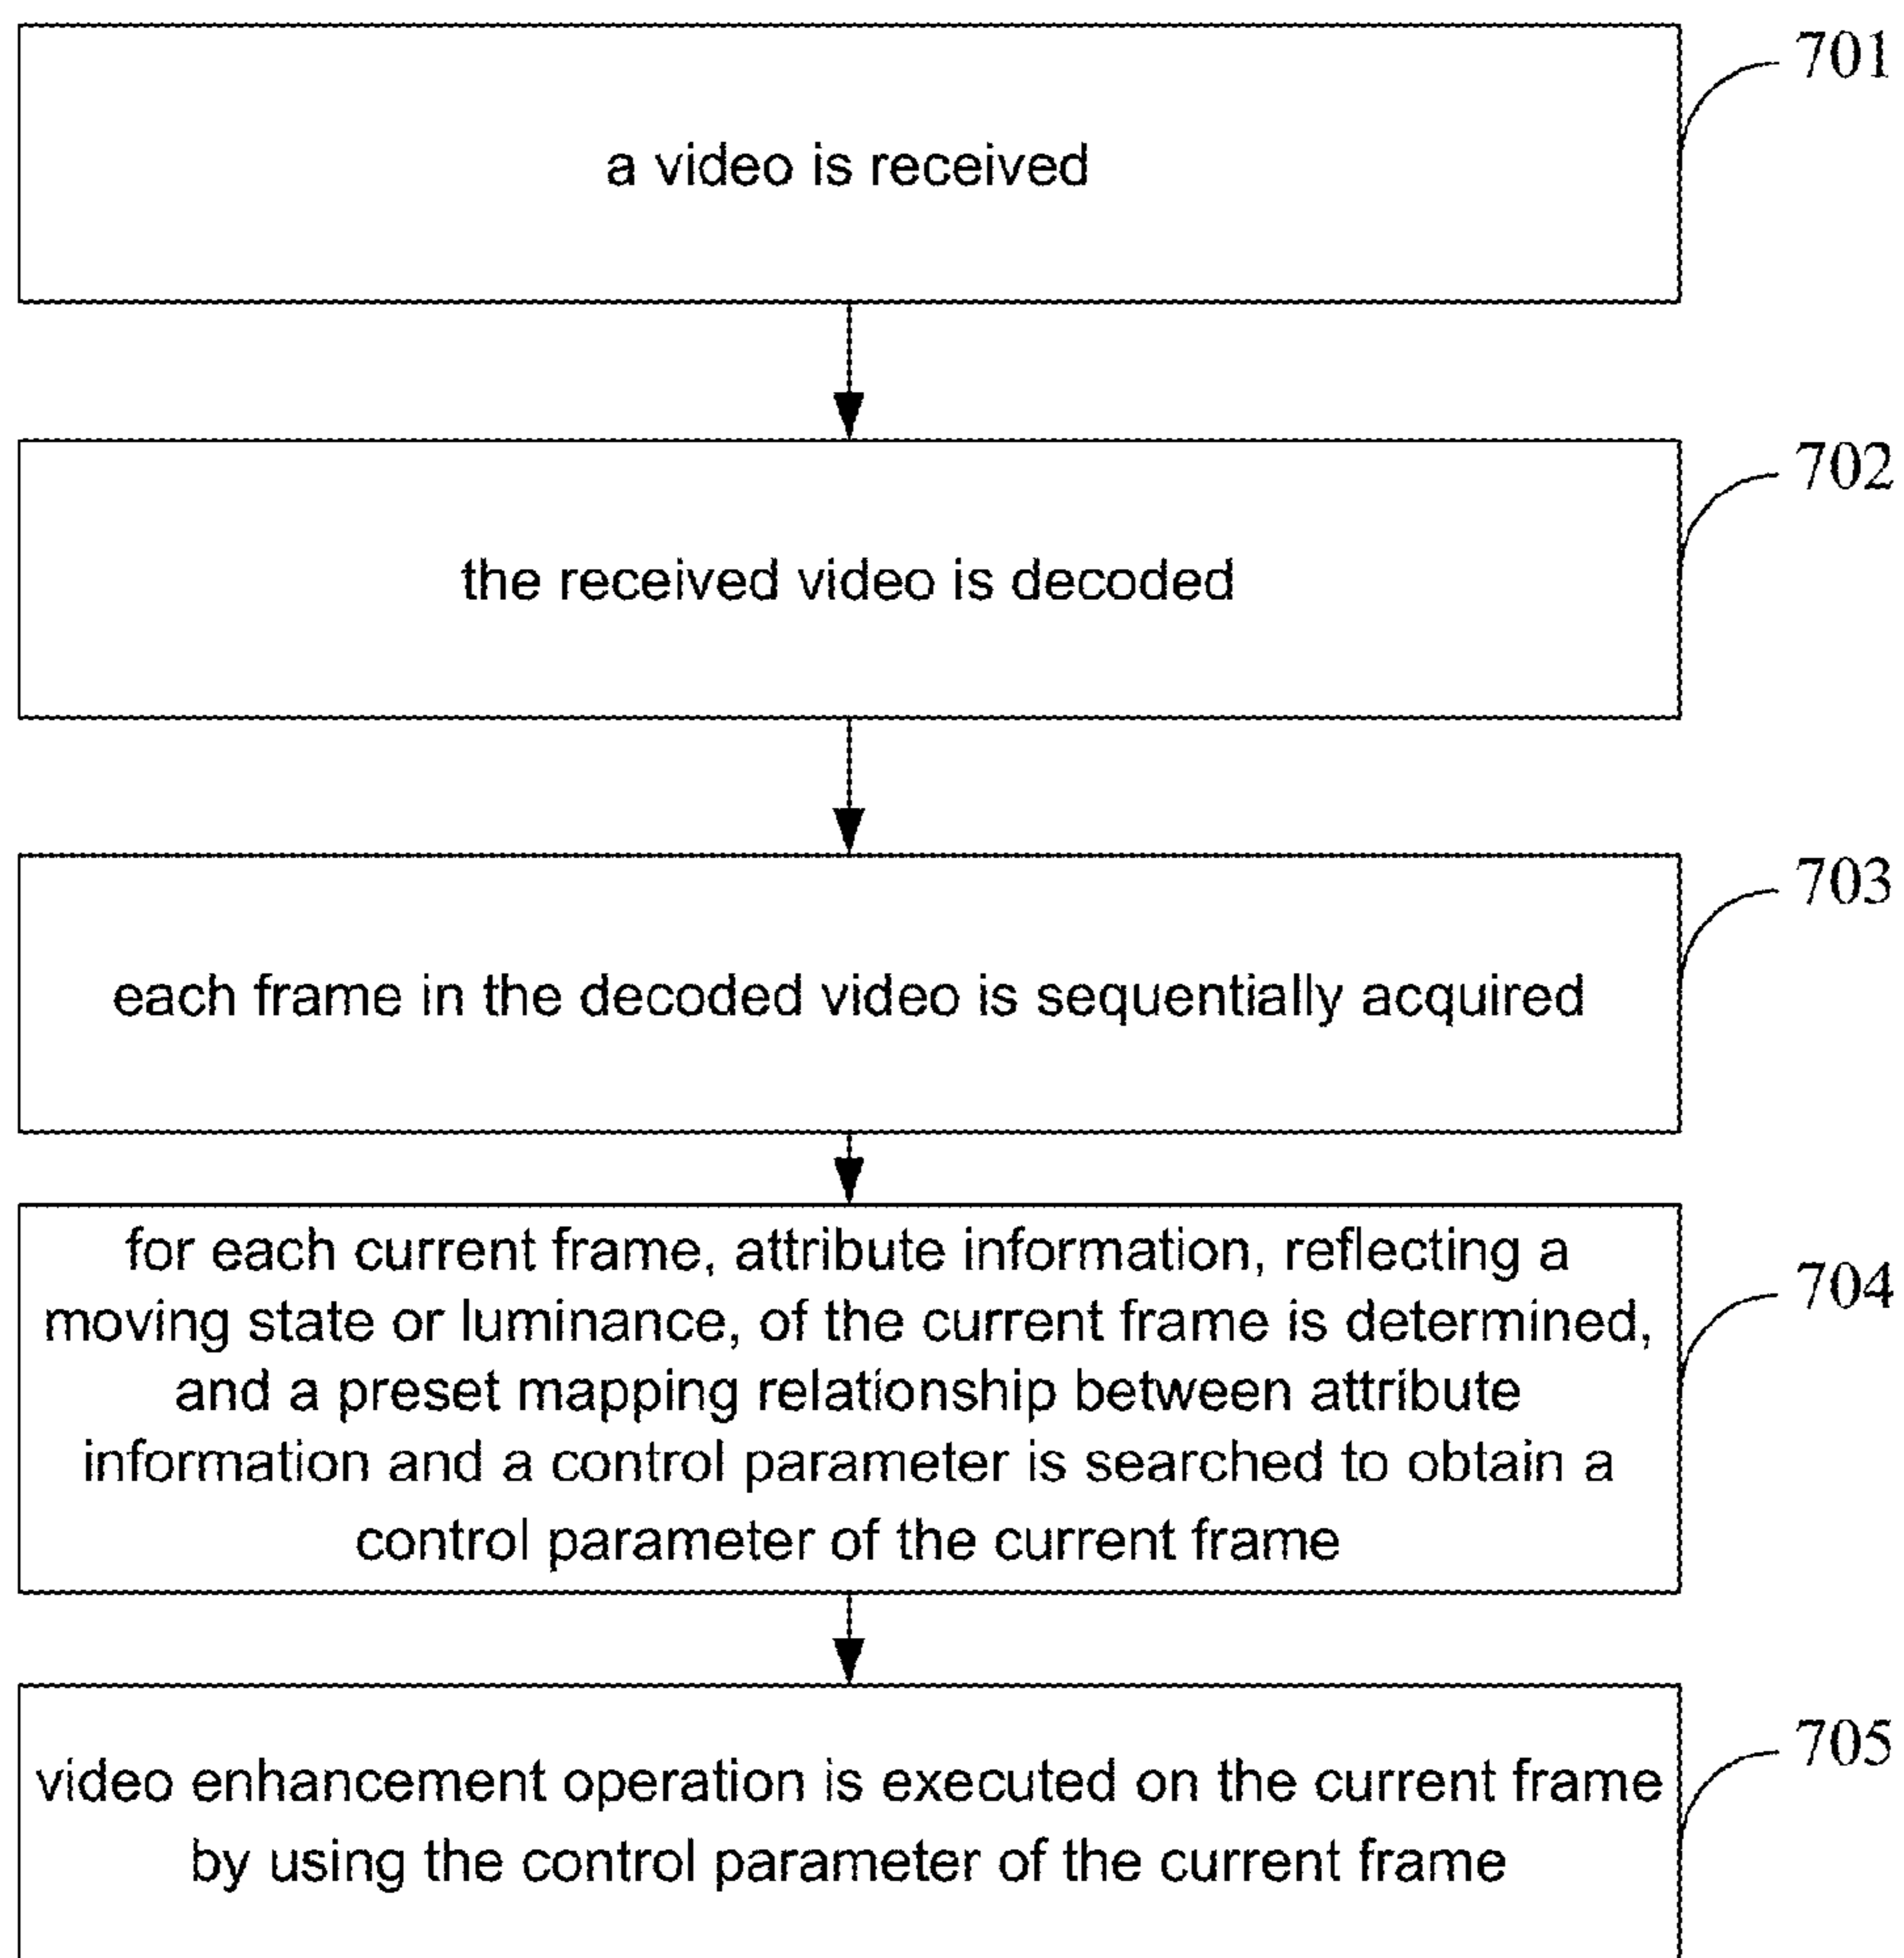 701
a video is received
702
the received video is decoded
703
each frame in the decoded video is sequentially acquired
704
for each current frame, attribute information, reflecting a
moving state or luminance, of the current frame is determined,
and a preset mapping relationship between attribute
information and a control parameter is searched to obtain a
control parameter of the current frame
705
video enhancement operation is executed on the current frame
by using the control parameter of the current frame